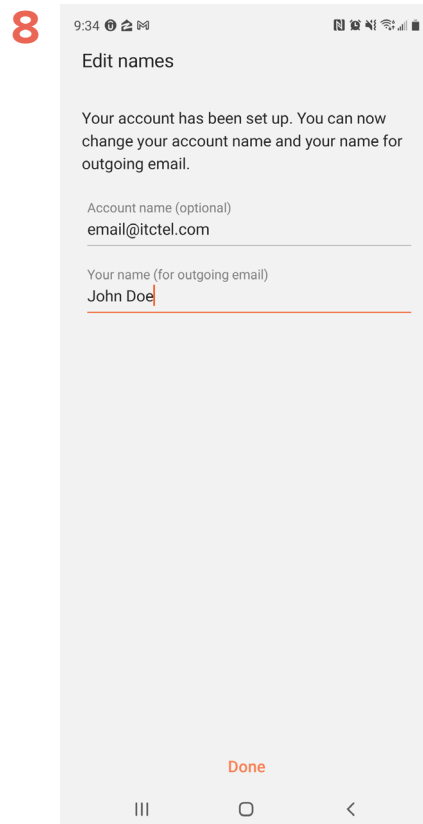 8
9:34
Edit names
Your account has been set up. You can now
change your account name and your name for
outgoing email.
Account name (optional)
email@itctel.com
Your name (for outgoing email)
John Doe
Done